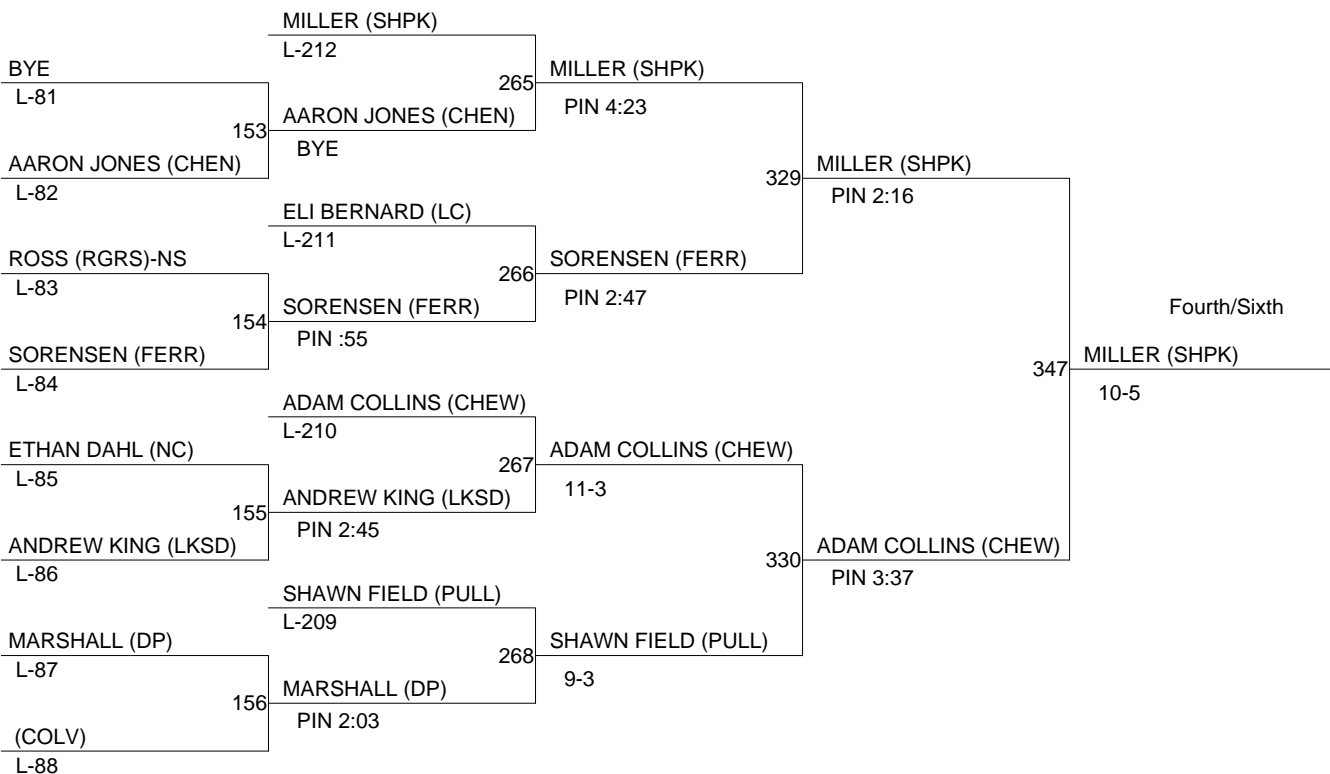 MILLER (SHPK)
L-212
BYE
L-81
265
MILLER (SHPK)
PIN 4:23
153
AARON JONES (CHEN)
BYE
AARON JONES (CHEN)
L-82
329
MILLER (SHPK)
PIN 2:16
ELI BERNARD (LC)
L-211
ROSS (RGRS)-NS
L-83
266
SORENSEN (FERR)
PIN 2:47
154
SORENSEN (FERR)
PIN :55
SORENSEN (FERR)
L-84
Fourth/Sixth
347
MILLER (SHPK)
10-5
ADAM COLLINS (CHEW)
L-210
ETHAN DAHL (NC)
L-85
267
ADAM COLLINS (CHEW)
11-3
155
ANDREW KING (LKSD)
PIN 2:45
ANDREW KING (LKSD)
L-86
330
ADAM COLLINS (CHEW)
PIN 3:37
SHAWN FIELD (PULL)
L-209
MARSHALL (DP)
L-87
268
SHAWN FIELD (PULL)
9-3
156
MARSHALL (DP)
PIN 2:03
(COLV)
L-88